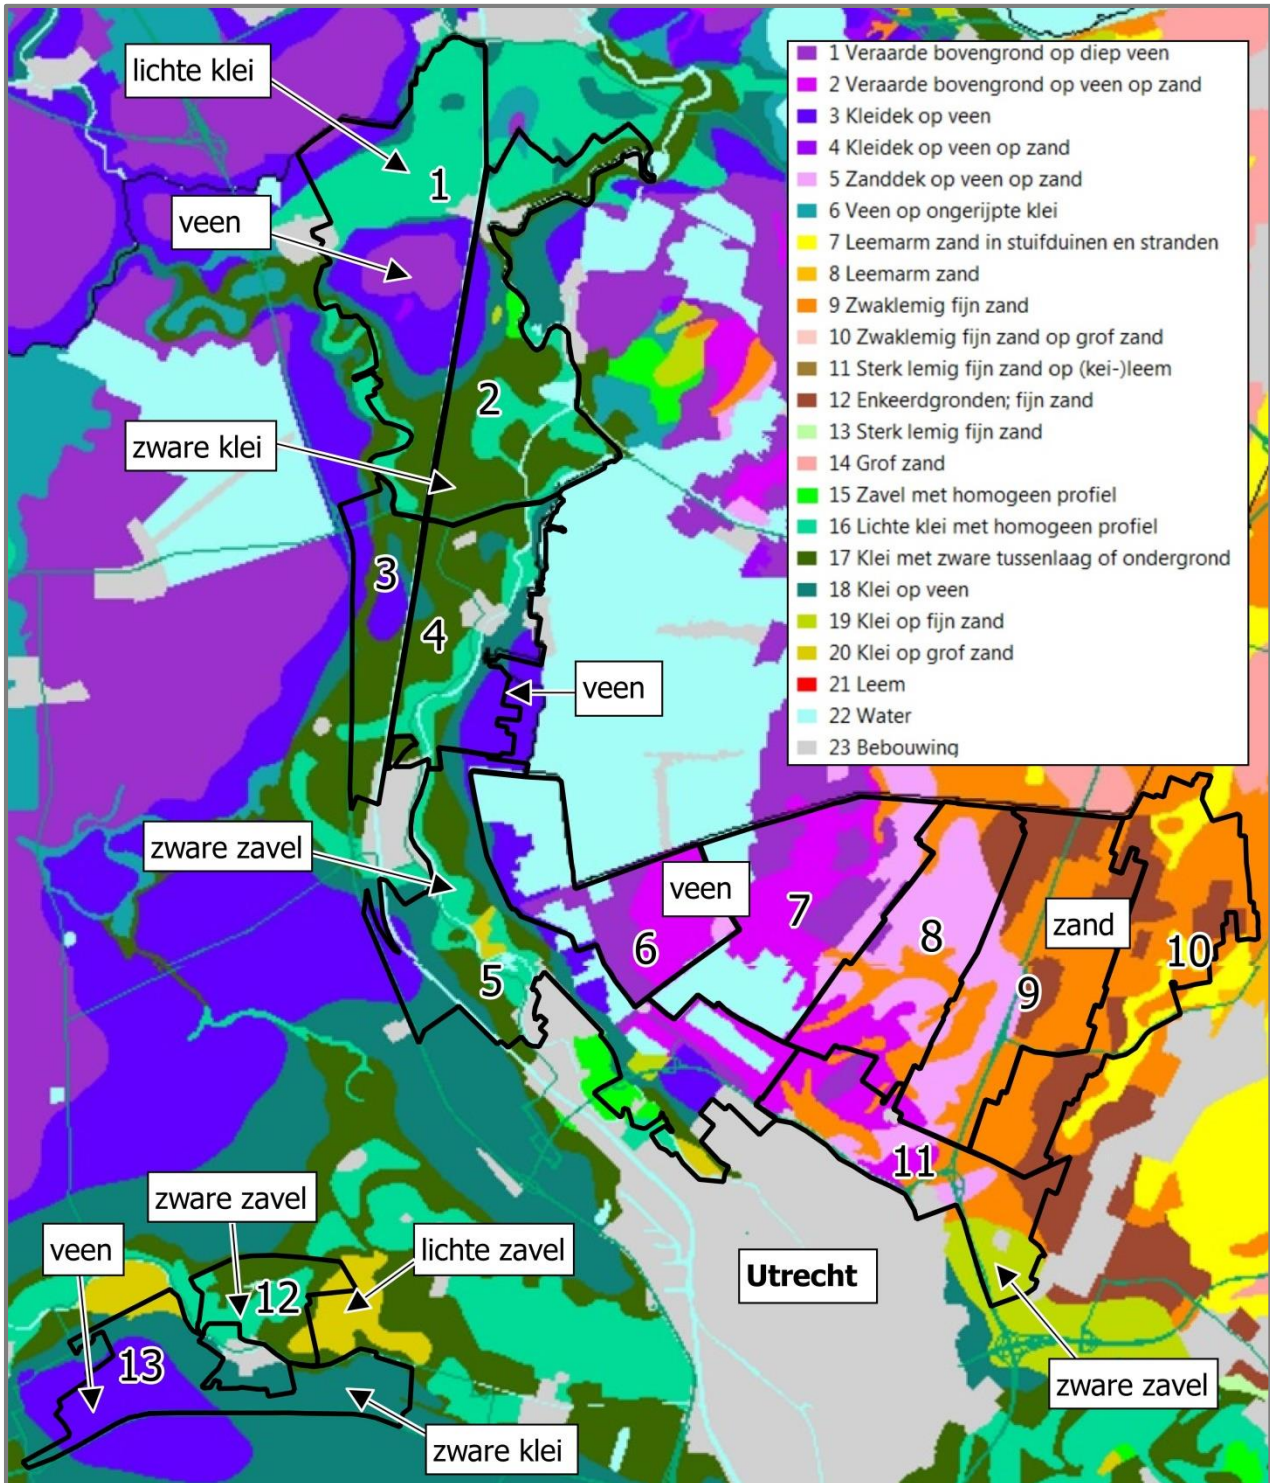 lichte klei
1 Veraarde bovengrond op diep veen
2 Veraarde bovengrond op veen op zand
3 Kleidek op veen
4 Kleidek op veen op zand
5 Zanddek op veen op zand
6 Veen op ongerijpte klei
7 Leemarm zand in stuifduinen en stranden
8 Leemarm zand
9 Zwaklemig fijn zand
10 Zwaklemig fijn zand op grof zand
11 Sterk lemig fijn zand op (kei-)leem
12 Enkeerdgronden; fijn zand
13 Sterk lemig fijn zand
14 Grof zand
15 Zavel met homogeen profiel
16 Lichte klei met homogeen profiel
17 Klei met zware tussenlaag of ondergrond
18 Klei op veen
19 Klei op fijn zand
20 Klei op grof zand
21 Leem
22 Water
23 Bebouwing
1
veen
2
zware klei
3
4
veen
zware zavel
veen
7
zand
8
6
10
5
9
11
zware zavel
veen
lichte zavel
Utrecht
12
13
zware zavel
zware klei